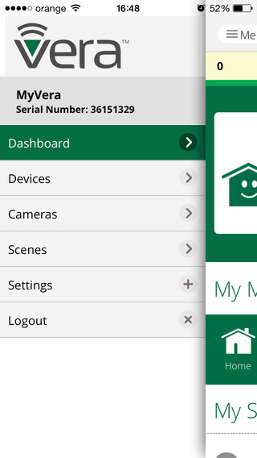 orange 16:48 52%
vera™
Me
0
MyVera
Serial Number: 36151329
Dashboard
Devices
Cameras
Scenes
Settings
My M
Home
Logout
My S